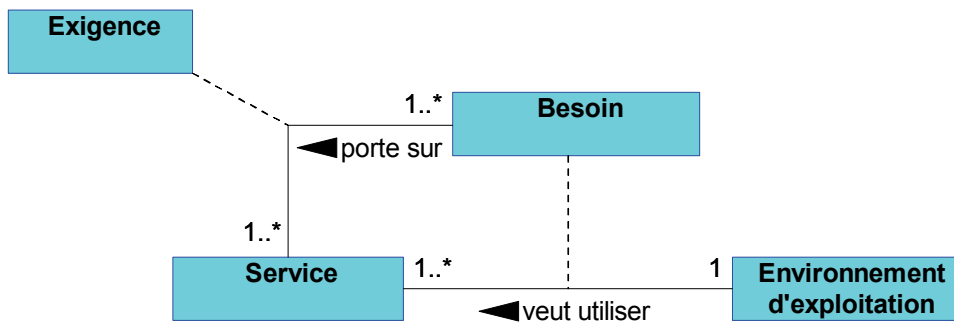 Exigence
1..*
Besoin
porte sur
1..*
Service
1..*
1
Environnement
d'exploitation
veut utiliser